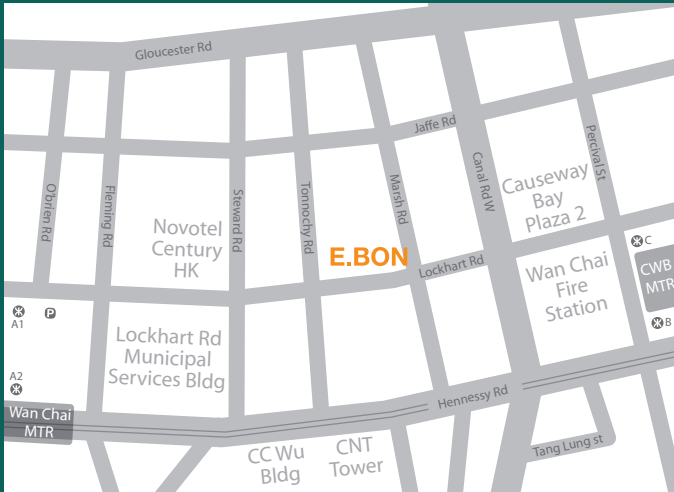 Gloucester Rd
Jaffe Rd
O'brien Rd
Fleming Rd
Steward Rd
Tonnochy Rd
Marsh Rd
Canal Rd W
Percival St
Causeway
Bay
Plaza 2
Novotel
Century
HK
E.BON
Lockhart Rd
C
CWB
MTR
B
Wan Chai
Fire
Station
A1
P
Lockhart Rd
Municipal
Services Bldg
A2
Wan Chai
MTR
Hennessy Rd
CC Wu
Bldg
CNT
Tower
Tang Lung st